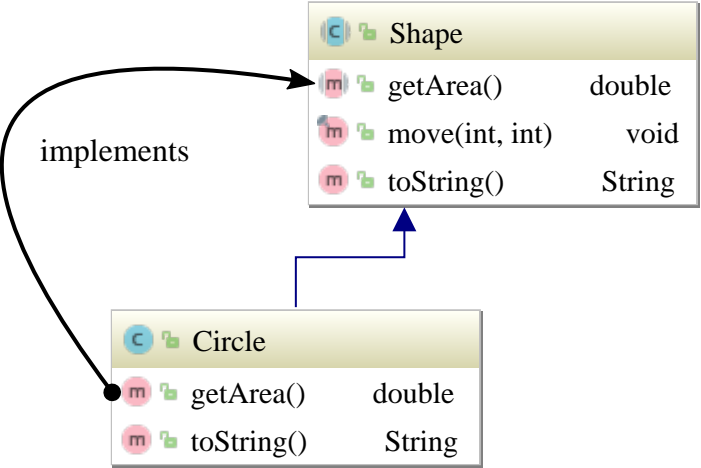 C Shape
m getArea() double
m move(int, int) void
m toString() String
implements
C Circle
m getArea() double
m toString() String